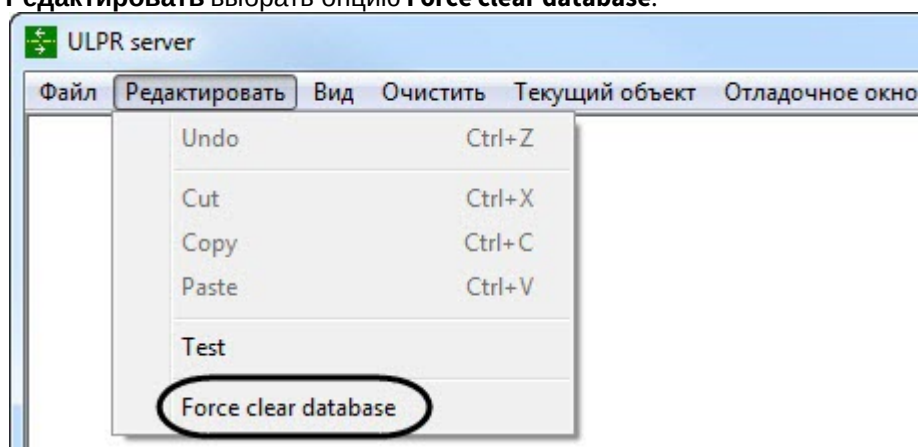 Редактировать выбрать опцию Force clear database.
ULPR server
Файл Редактировать Вид Очистить Текущий объект Отладочное окно
Undo Ctrl+Z
Cut Ctrl+X
Copy Ctrl+C
Paste Ctrl+V
Test
Force clear database